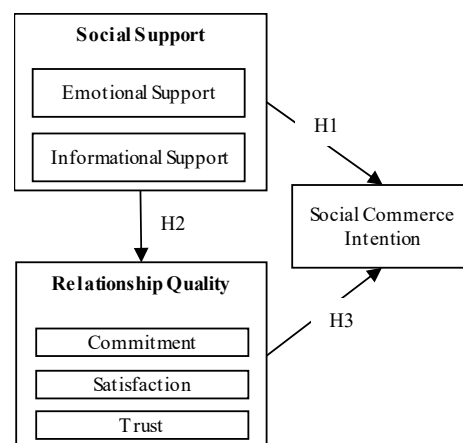 Social Support
Emotional Support
Informational Support
H1
H2
Social Commerce
Intention
Relationship Quality
H3
Commitment
Satisfaction
Trust